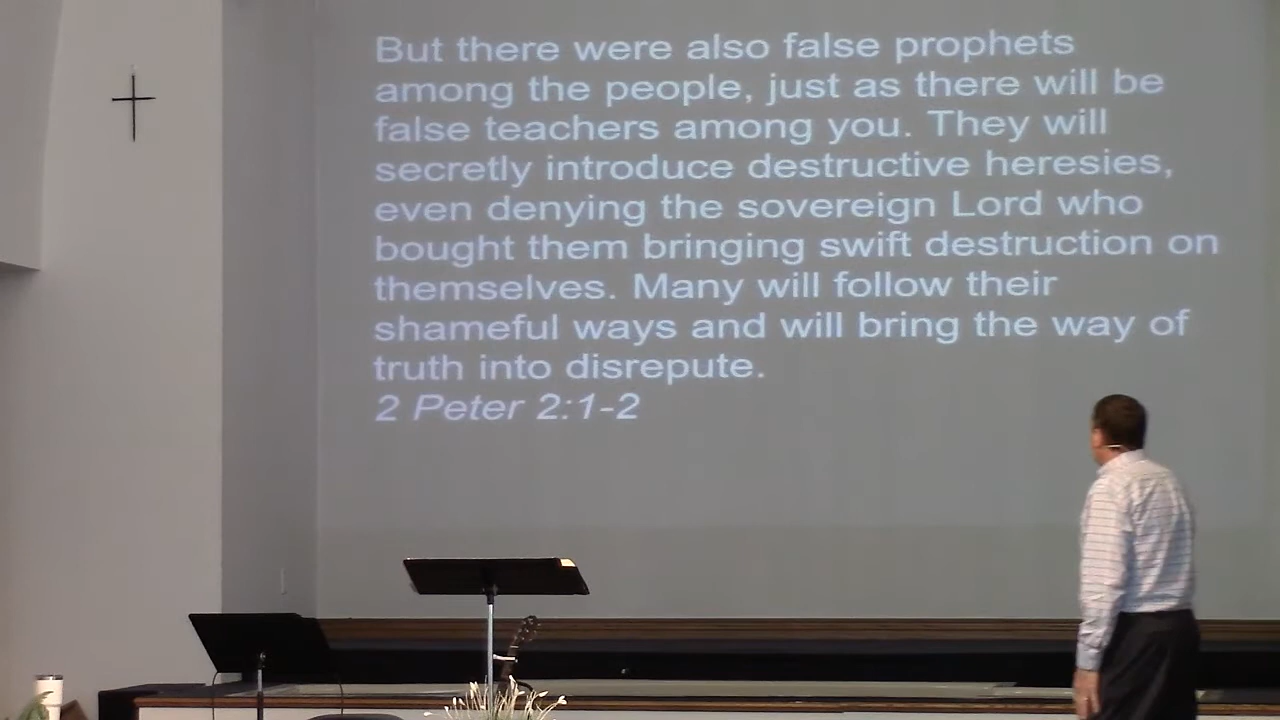 But there were also false prophets
among the people, just as there will be
false teachers among you. They will
secretly introduce destructive heresies,
even denying the sovereign Lord who
bought them bringing swift destruction on
themselves. Many will follow their
shameful ways and will bring the way of
truth into disrepute.
2 Peter 2:1-2